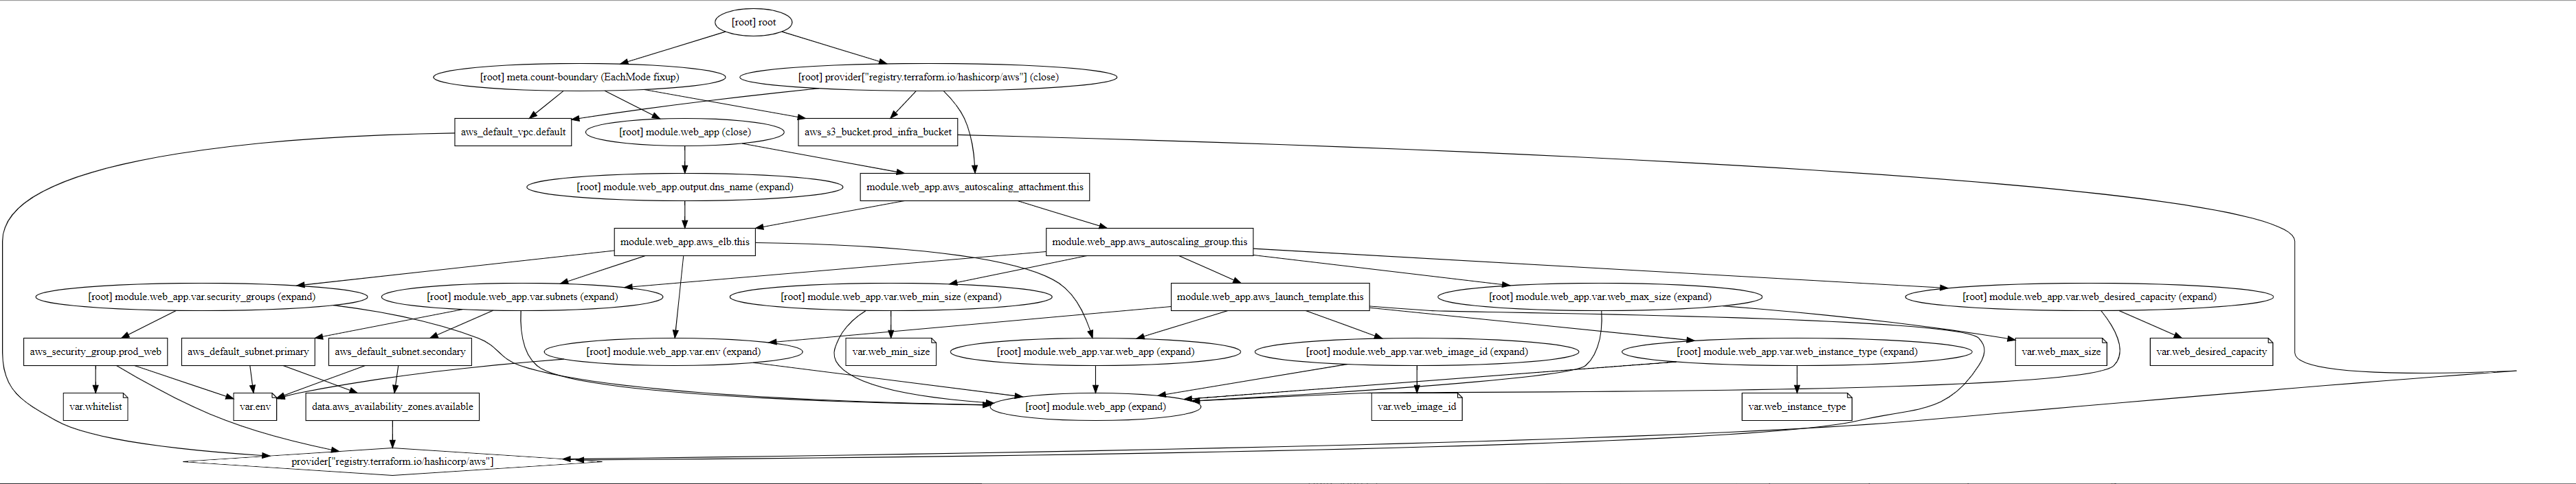 [root] root
[root] meta.count-boundary (EachMode fixup)
[root] provider["registry.terraform.io/hashicorp/aws"] (close)
aws_default_vpc.default
[root] module.web_app (close)
aws_s3_bucket.prod_infra_bucket
[root] module.web_app.output.dns_name (expand)
module.web_app.aws_autoscaling_attachment.this
module.web_app.aws_elb.this
module.web_app.aws_autoscaling_group.this
[root] module.web_app.var.security_groups (expand)
[root] module.web_app.var.subnets (expand)
[root] module.web_app.var.web_min_size (expand)
module.web_app.aws_launch_template.this
[root] module.web_app.var.web_max_size (expand)
[root] module.web_app.var.web_desired_capacity (expand)
aws_security_group.prod_web
aws_default_subnet.primary
aws_default_subnet.secondary
[root] module.web_app.var.env (expand)
var.web_min_size
[root] module.web_app.var.web_app (expand)
[root] module.web_app.var.web_image_id (expand)
[root] module.web_app.var.web_instance_type (expand)
var.web_max_size
var.web_desired_capacity
var.whitelist
var.env
data.aws_availability_zones.available
[root] module.web_app (expand)
var.web_image_id
var.web_instance_type
provider["registry.terraform.io/hashicorp/aws"]